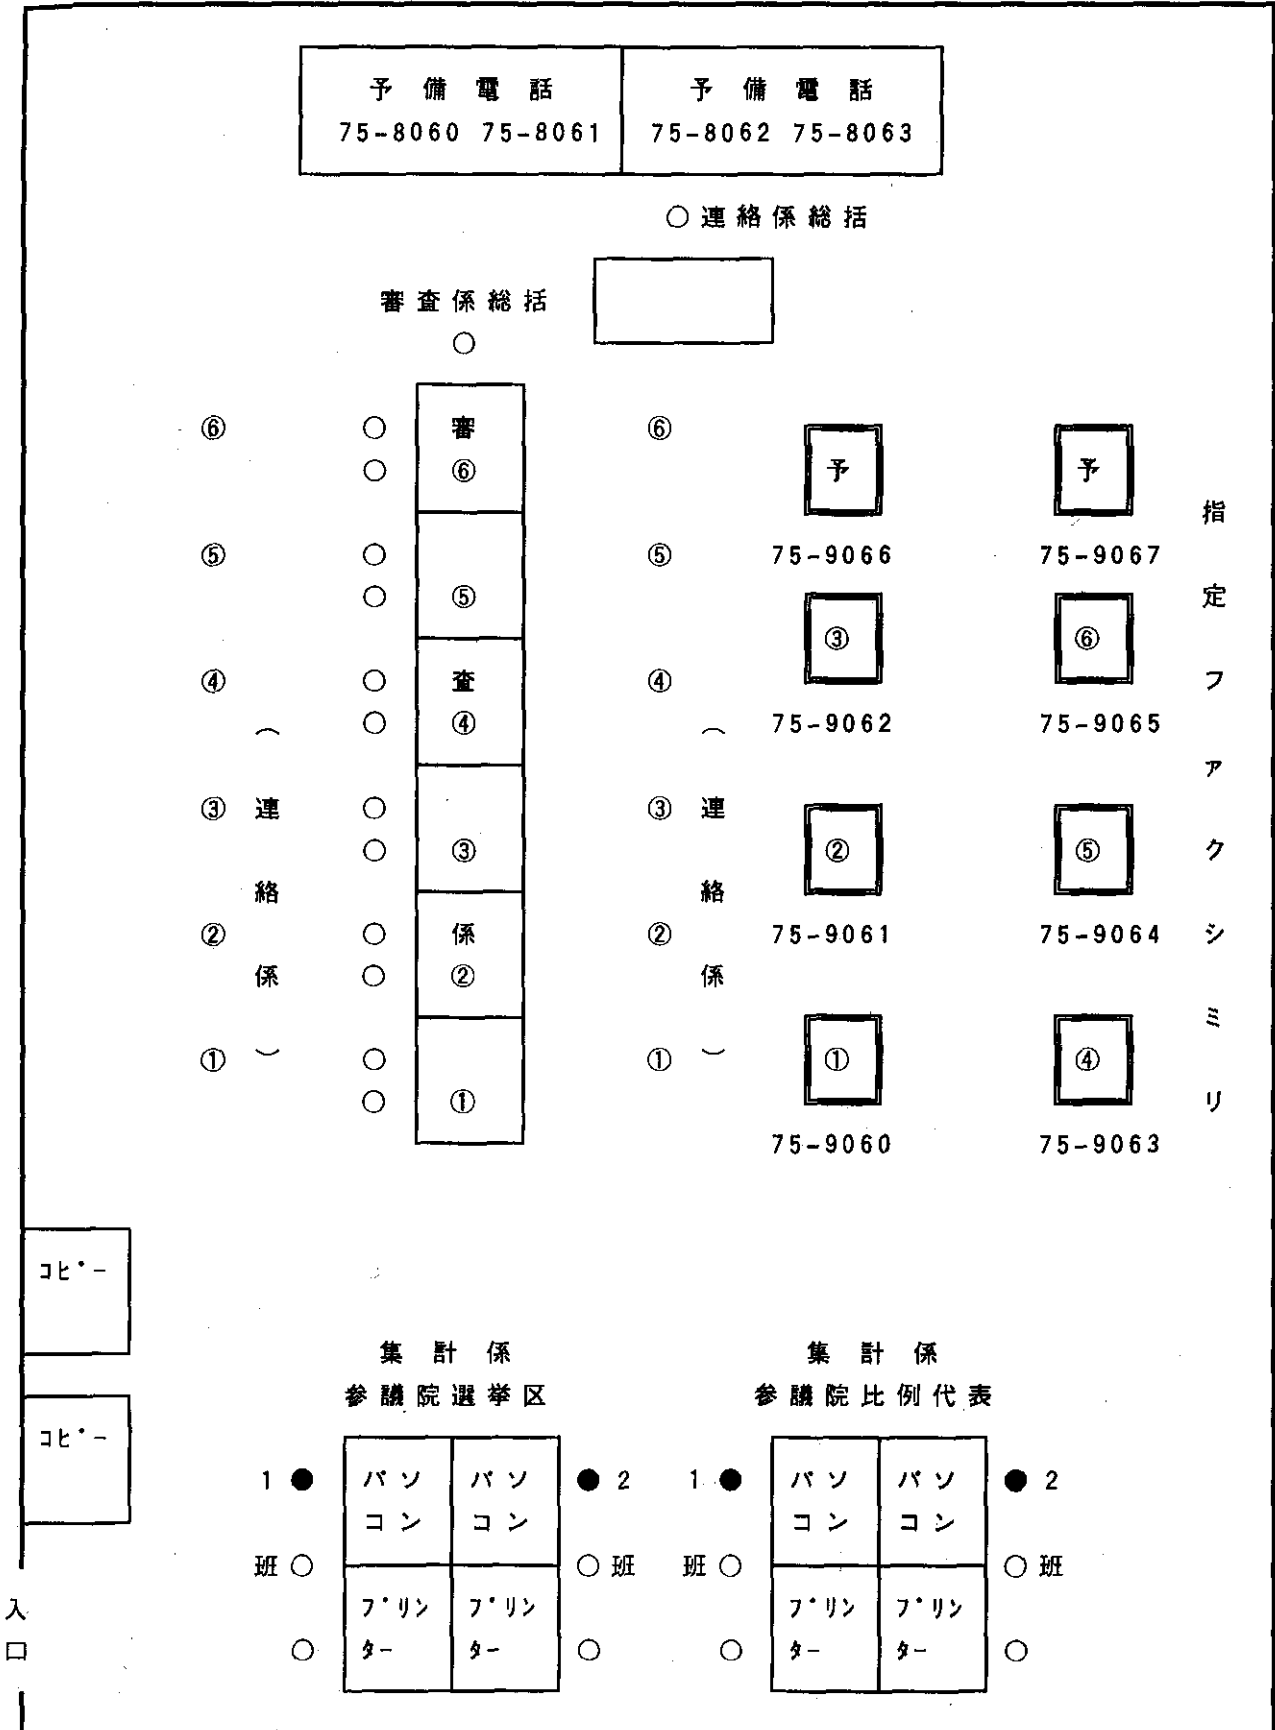 予備電話 予備電話
75-8060 75-8061 75-8062 75-8063
○連絡係総括
審査係総括
○
⑥ ○ 審 ⑥ 予 予
○ ⑥
指
⑤ ○ ⑤ 75-9066 75-9067
○ ⑤ 定
③ ⑥
④ ○ 査 ④ フ
○ ④ 75-9062 75-9065
（ （
ァ
③ 連 ○ ③ 連
○ ③ ② ⑤ ク
絡 絡
② ○ 係 ② 75-9061 75-9064 シ
係 ○ ② 係
ミ
① ） ○ ① ） ① ④
○ ① リ
75-9060 75-9063
コピー
集計係 集計係
参議院選挙区 参議院比例代表
コピー
1 ● パソ パソ ● 2 1 ● パソ パソ ● 2
コン コン コン コン
班 ○ ○ 班 班 ○ ○ 班
入 プリン プリン プリン プリン
口 ○ ター ター ○ ○ ター ター ○